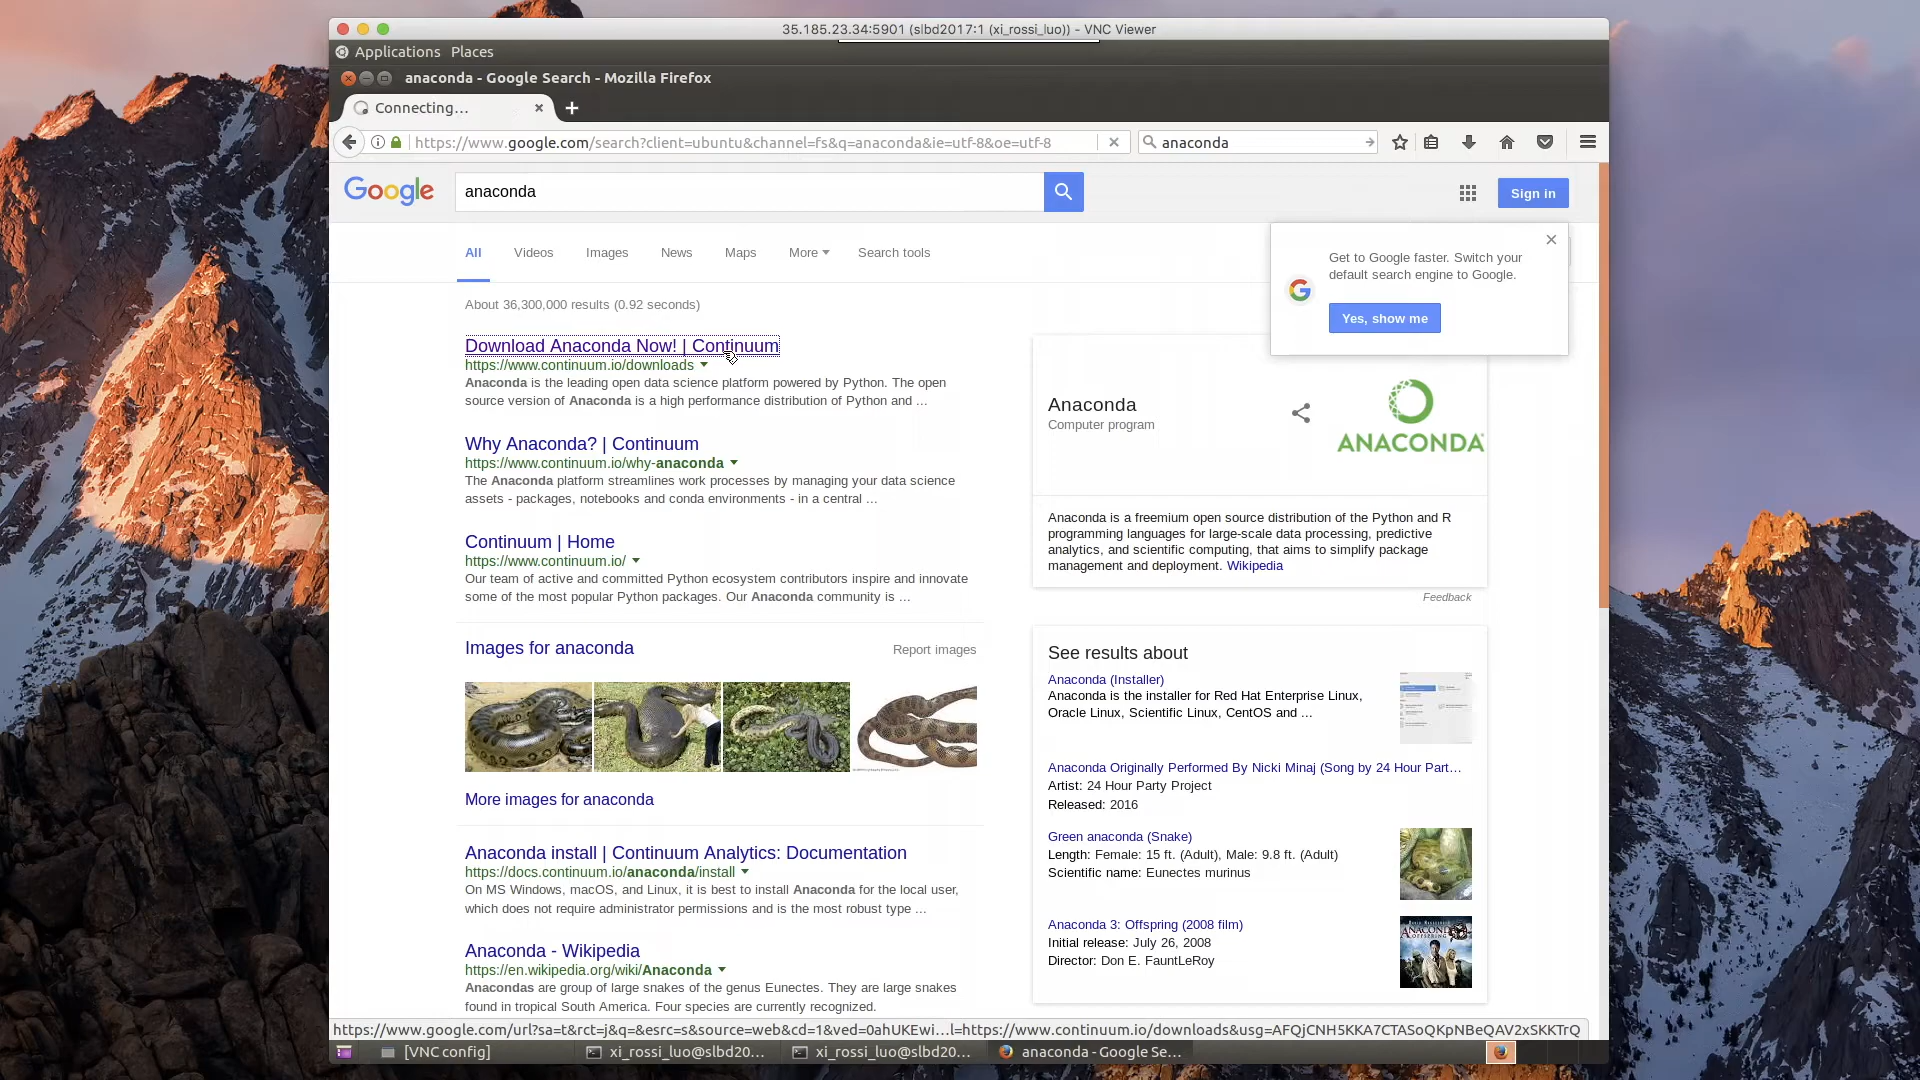 35.185.23.34:5901 (slbd2017:1 (xi_rossi_luo)) - VNC Viewer
Applications Places
anaconda - Google Search - Mozilla Firefox
Connecting...
https://www.google.com/search?client=ubuntu&channel=fs&q=anaconda&ie=utf-8&oe=utf-8
anaconda
Google
anaconda
Sign in
All Videos Images News Maps More Search tools
Get to Google faster. Switch your
default search engine to Google.
Yes, show me
About 36,300,000 results (0.92 seconds)
Download Anaconda Now! | Continuum
https://www.continuum.io/downloads
Anaconda is the leading open data science platform powered by Python. The open
source version of Anaconda is a high performance distribution of Python and ...
Why Anaconda? | Continuum
https://www.continuum.io/why-anaconda
The Anaconda platform streamlines work processes by managing your data science
assets - packages, notebooks and conda environments - in a central ...
Continuum | Home
https://www.continuum.io/
Our team of active and committed Python ecosystem contributors inspire and innovate
some of the most popular Python packages. Our Anaconda community is ...
Images for anaconda
Report images
More images for anaconda
Anaconda install | Continuum Analytics: Documentation
https://docs.continuum.io/anaconda/install
On MS Windows, macOS, and Linux, it is best to install Anaconda for the local user,
which does not require administrator permissions and is the most robust type ...
Anaconda - Wikipedia
https://en.wikipedia.org/wiki/Anaconda
Anacondas are group of large snakes of the genus Eunectes. They are large snakes
found in tropical South America. Four species are currently recognized.
Anaconda
Computer program
ANACONDA
Anaconda is a freemium open source distribution of the Python and R
programming languages for large-scale data processing, predictive
analytics, and scientific computing, that aims to simplify package
management and deployment. Wikipedia
Feedback
See results about
Anaconda (Installer)
Anaconda is the installer for Red Hat Enterprise Linux,
Oracle Linux, Scientific Linux, CentOS and ...
Anaconda Originally Performed By Nicki Minaj (Song by 24 Hour Part...
Artist: 24 Hour Party Project
Released: 2016
Green anaconda (Snake)
Length: Female: 15 ft. (Adult), Male: 9.8 ft. (Adult)
Scientific name: Eunectes murinus
Anaconda 3: Offspring (2008 film)
Initial release: July 26, 2008
Director: Don E. FauntLeRoy
https://www.google.com/url?sa=t&rct=j&q=&esrc=s&source=web&cd=1&ved=0ahUKEwi...l=https://www.continuum.io/downloads&usg=AFQjCNH5KKA7CTASoQKpNBeQAV2xSKKTrQ
[VNC config] xi_rossi_luo@slbd20... xi_rossi_luo@slbd20... anaconda - Google Se...